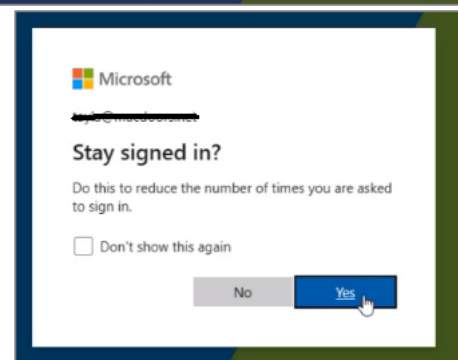 Microsoft
Stay signed in?
Do this to reduce the number of times you are asked
to sign in.
Don't show this again
No
Yes